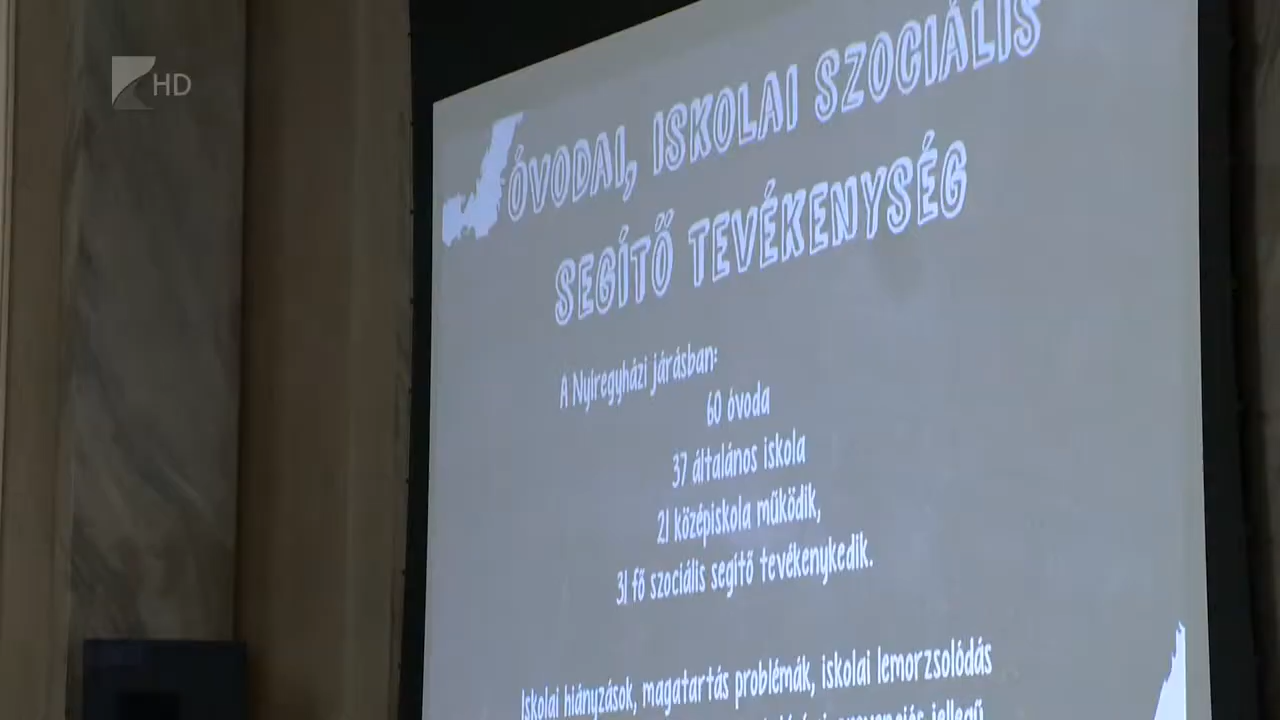 HD
ÓVODAI, ISKOLAI SZOCIÁLIS
SEGÍTŐ TEVÉKENYSÉG
A Nyíregyházi járásban:
60 óvoda
37 általános iskola
21 középiskola működik,
31 fő szociális segítő tevékenykedik.
Iskolai hiányzások, magatartás problémák, iskolai lemorzsolódás
jellegű